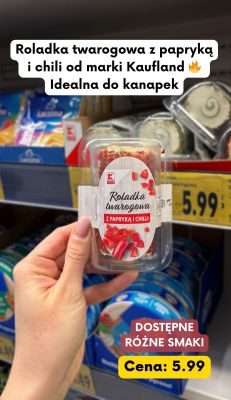 Roladka twarogowa z papryką
i chili od marki Kaufland 🔥
Idealna do kanapek
Lactima
5.99
K
Roladka
twarogowa
Z PAPRYKĄ I CHILLI
DOSTĘPNE
RÓŻNE SMAKI
Cena: 5.99